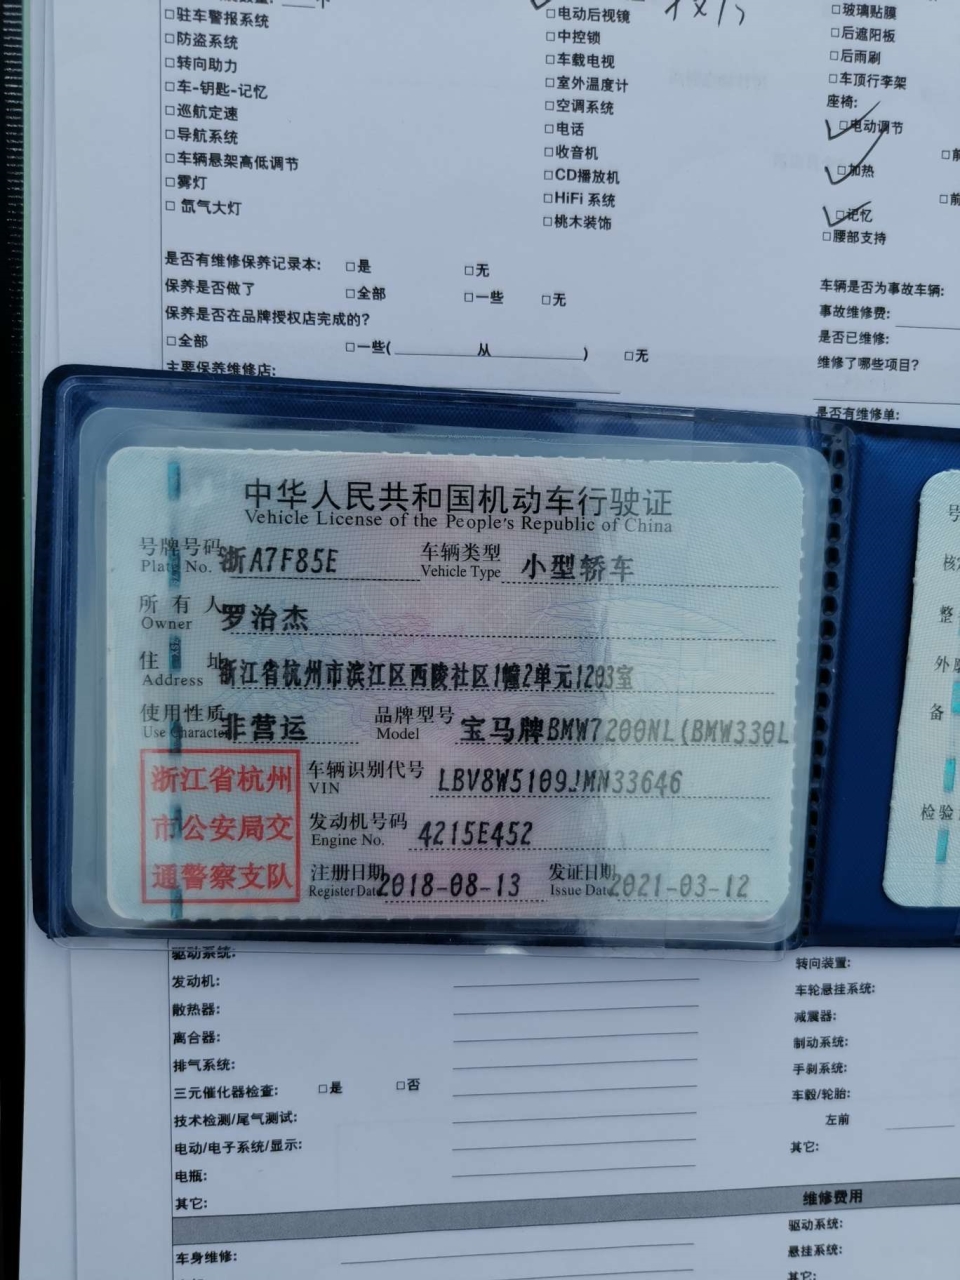 □驻车警报系统
□防盗系统
□转向助力
□车-钥匙-记忆
□巡航定速
□导航系统
□车辆悬架高低调节
□雾灯
□ 氙气大灯
□电动后视镜
□中控锁
□车载电视
□室外温度计
□空调系统
□电话
□收音机
□CD播放机
□HiFi 系统
□桃木装饰
□玻璃贴膜
□后遮阳板
□后雨刷
□车顶行李架
座椅:
□电动调节
□加热
□记忆
□腰部支持
□前
□前
是否有维修保养记录本: □是 □无
保养是否做了 □全部 □一些 □无
保养是否在品牌授权店完成的?
□全部 □一些( 从 ) □无
主要保养维修店:
车辆是否为事故车辆:
事故维修费:
是否已维修:
维修了哪些项目?
是否有维修单:
中华人民共和国机动车行驶证
Vehicle License of the People's Republic of China
号牌号码 浙A7F85E 车辆类型 小型轿车
Plate No. Vehicle Type
所有人 罗治杰
Owner
住址 浙江省杭州市滨江区西陵社区1幢2单元1203室
Address
使用性质 非营运 品牌型号 宝马牌BMW7200NL(BMW330L
Use Character Model
浙江省杭州
市公安局交
通警察支队
车辆识别代号 LBV8W5109JMN33646
VIN
发动机号码 4215E452
Engine No.
注册日期 2018-08-13 发证日期 2021-03-12
Register Date Issue Date
号
核定
整
外廓
备
检验
驱动系统:
发动机:
散热器:
离合器:
排气系统:
三元催化器检查: □是 □否
技术检测/尾气测试:
电动/电子系统/显示:
电瓶:
其它:
转向装置:
车轮悬挂系统:
减震器:
制动系统:
手刹系统:
车毂/轮胎:
左前
其它:
维修费用
车身维修:
驱动系统:
悬挂系统:
其它: